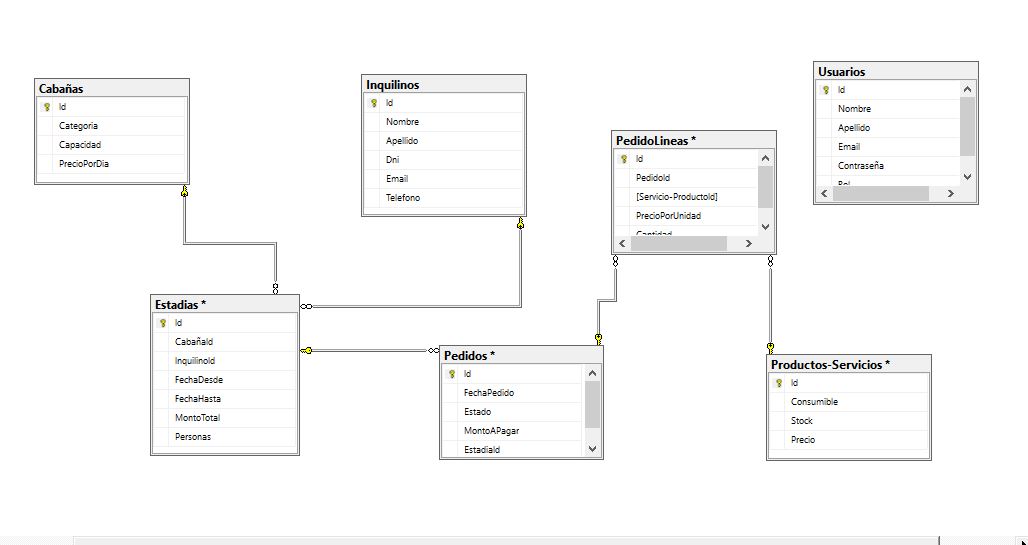 Cabañas
Id
Categoria
Capacidad
PrecioPorDia
Inquilinos
Id
Nombre
Apellido
Dni
Email
Telefono
PedidoLineas *
Id
PedidoId
[Servicio-ProductoId]
PrecioPorUnidad
Cantidad
Usuarios
Id
Nombre
Apellido
Email
Contraseña
Rol
Estadias *
Id
CabañaId
InquilinoId
FechaDesde
FechaHasta
MontoTotal
Personas
Pedidos *
Id
FechaPedido
Estado
MontoAPagar
EstadiaId
Productos-Servicios *
Id
Consumible
Stock
Precio